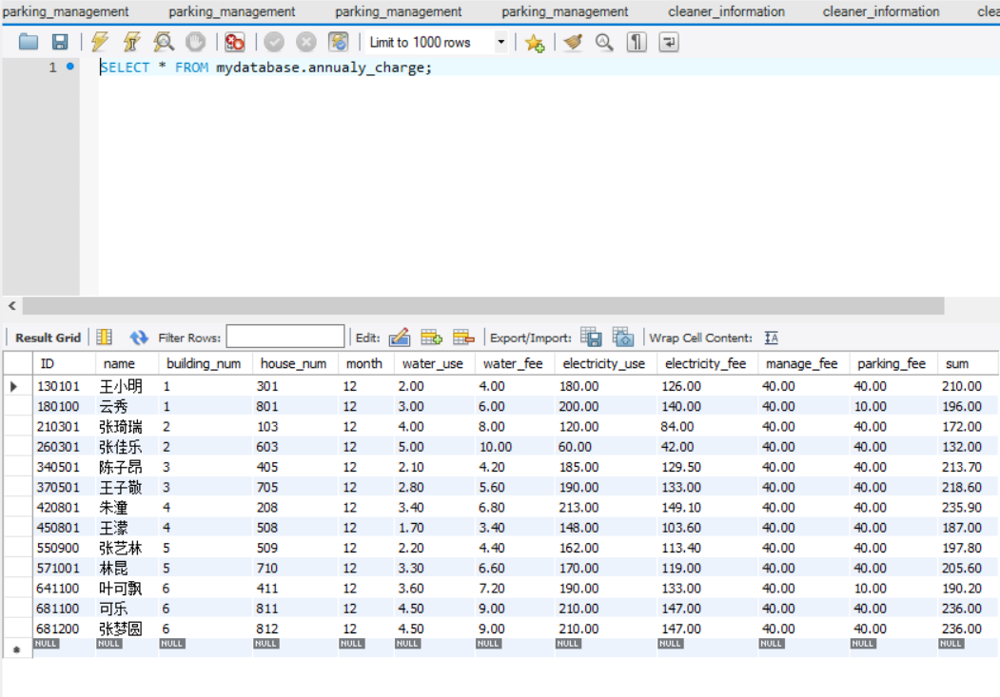 parking_management parking_management parking_management parking_management cleaner_information cleaner_information clea
Limit to 1000 rows
1 SELECT * FROM mydatabase.annualy_charge;
Result Grid Filter Rows: Edit: Export/Import: Wrap Cell Content: IA
ID name building_num house_num month water_use water_fee electricity_use electricity_fee manage_fee parking_fee sum
130101 王小明 1 301 12 2.00 4.00 180.00 126.00 40.00 40.00 210.00
180100 云秀 1 801 12 3.00 6.00 200.00 140.00 40.00 10.00 196.00
210301 张琦瑞 2 103 12 4.00 8.00 120.00 84.00 40.00 40.00 172.00
260301 张佳乐 2 603 12 5.00 10.00 60.00 42.00 40.00 40.00 132.00
340501 陈子昂 3 405 12 2.10 4.20 185.00 129.50 40.00 40.00 213.70
370501 王子敬 3 705 12 2.80 5.60 190.00 133.00 40.00 40.00 218.60
420801 朱潼 4 208 12 3.40 6.80 213.00 149.10 40.00 40.00 235.90
450801 王濛 4 508 12 1.70 3.40 148.00 103.60 40.00 40.00 187.00
550900 张艺林 5 509 12 2.20 4.40 162.00 113.40 40.00 40.00 197.80
571001 林昆 5 710 12 3.30 6.60 170.00 119.00 40.00 40.00 205.60
641100 叶可飘 6 411 12 3.60 7.20 190.00 133.00 40.00 10.00 190.20
681100 可乐 6 811 12 4.50 9.00 210.00 147.00 40.00 40.00 236.00
681200 张梦圆 6 812 12 4.50 9.00 210.00 147.00 40.00 40.00 236.00
NULL NULL NULL NULL NULL NULL NULL NULL NULL NULL NULL NULL